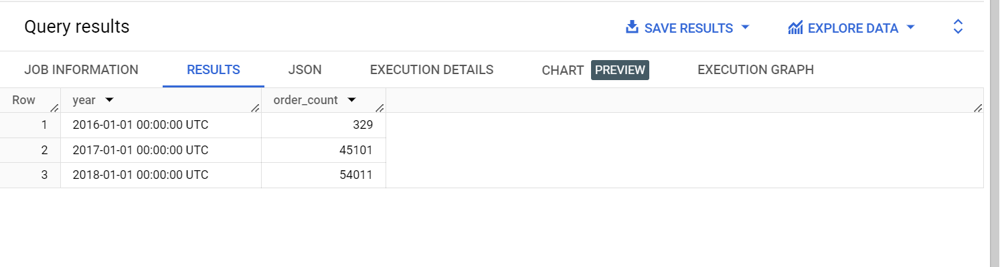 Query results
SAVE RESULTS
EXPLORE DATA
JOB INFORMATION RESULTS JSON EXECUTION DETAILS CHART PREVIEW EXECUTION GRAPH
Row year order_count
1 2016-01-01 00:00:00 UTC 329
2 2017-01-01 00:00:00 UTC 45101
3 2018-01-01 00:00:00 UTC 54011